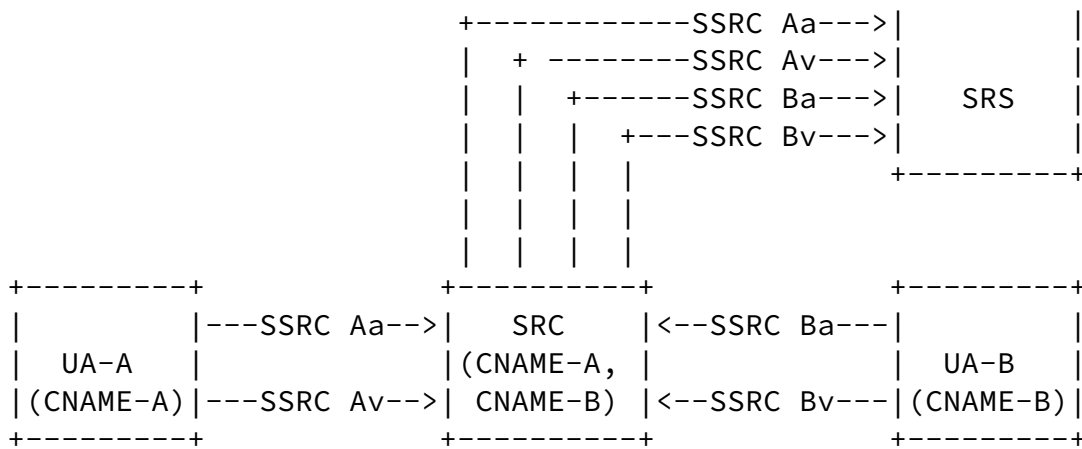 +------------SSRC Aa--->|         |
|  + --------SSRC Av--->|         |
|  |  +------SSRC Ba--->|   SRS   |
|  |  |  +---SSRC Bv--->|         |
|  |  |  |              +---------+
|  |  |  |
|  |  |  |
+---------+             +----------+             +---------+
|         |---SSRC Aa-->|   SRC    |<--SSRC Ba---|         |
|  UA-A   |             |(CNAME-A, |             |  UA-B   |
|(CNAME-A)|---SSRC Av-->| CNAME-B) |<--SSRC Bv---|(CNAME-B)|
+---------+             +----------+             +---------+